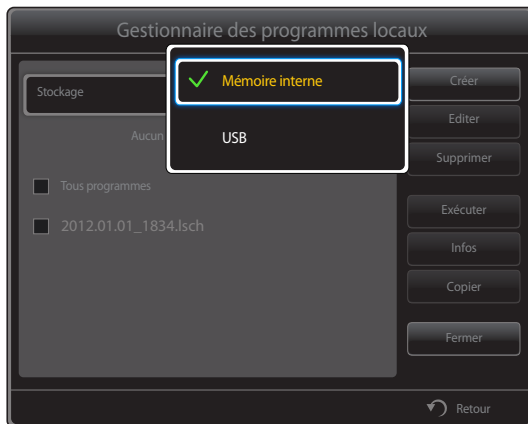 Gestionnaire des programmes locaux
Stockage
Mémoire interne
USB
Aucun
Tous programmes
2012.01.01_1834.lsch
Créer
Editer
Supprimer
Exécuter
Infos
Copier
Fermer
Retour